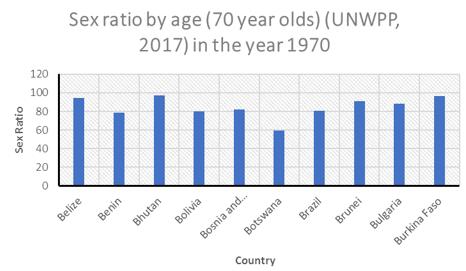 Sex ratio by age (70 year olds) (UNWPP,
2017) in the year 1970
120
100
80
60
40
20
0
Sex Ratio
Belize
Benin
Bhutan
Bolivia
Bosnia and...
Botswana
Brazil
Brunei
Bulgaria
Burkina Faso
Country